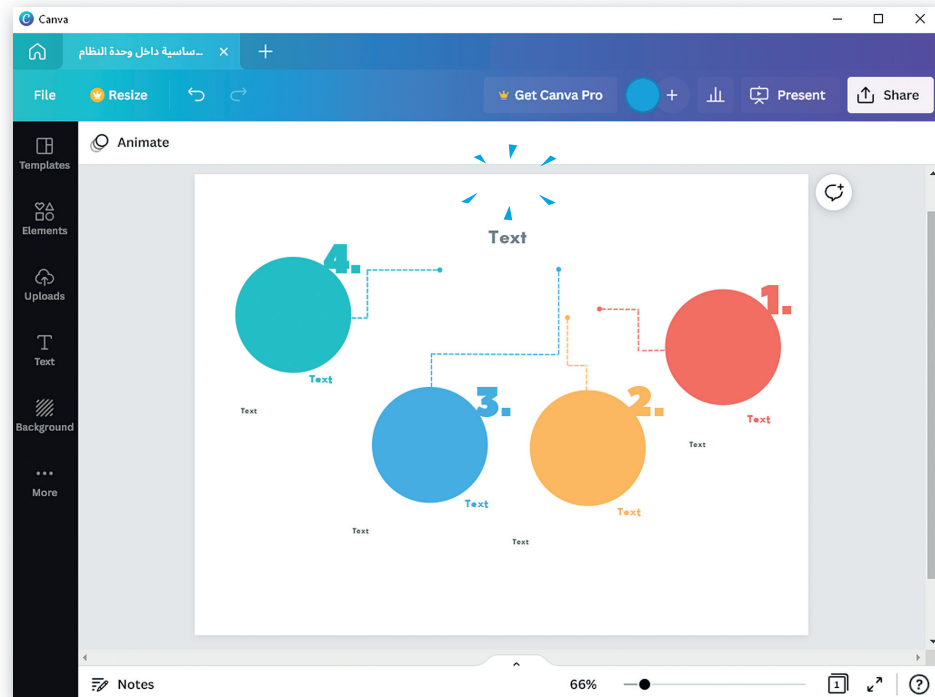 Canva
ساسية داخل وحدة النظام...
File
Resize
Get Canva Pro
Present
Share
Animate
Templates
Elements
Uploads
Text
Background
More
Text
4.
Text
Text
3.
Text
Text
2.
Text
Text
1.
Text
Text
Notes
66%
1
?